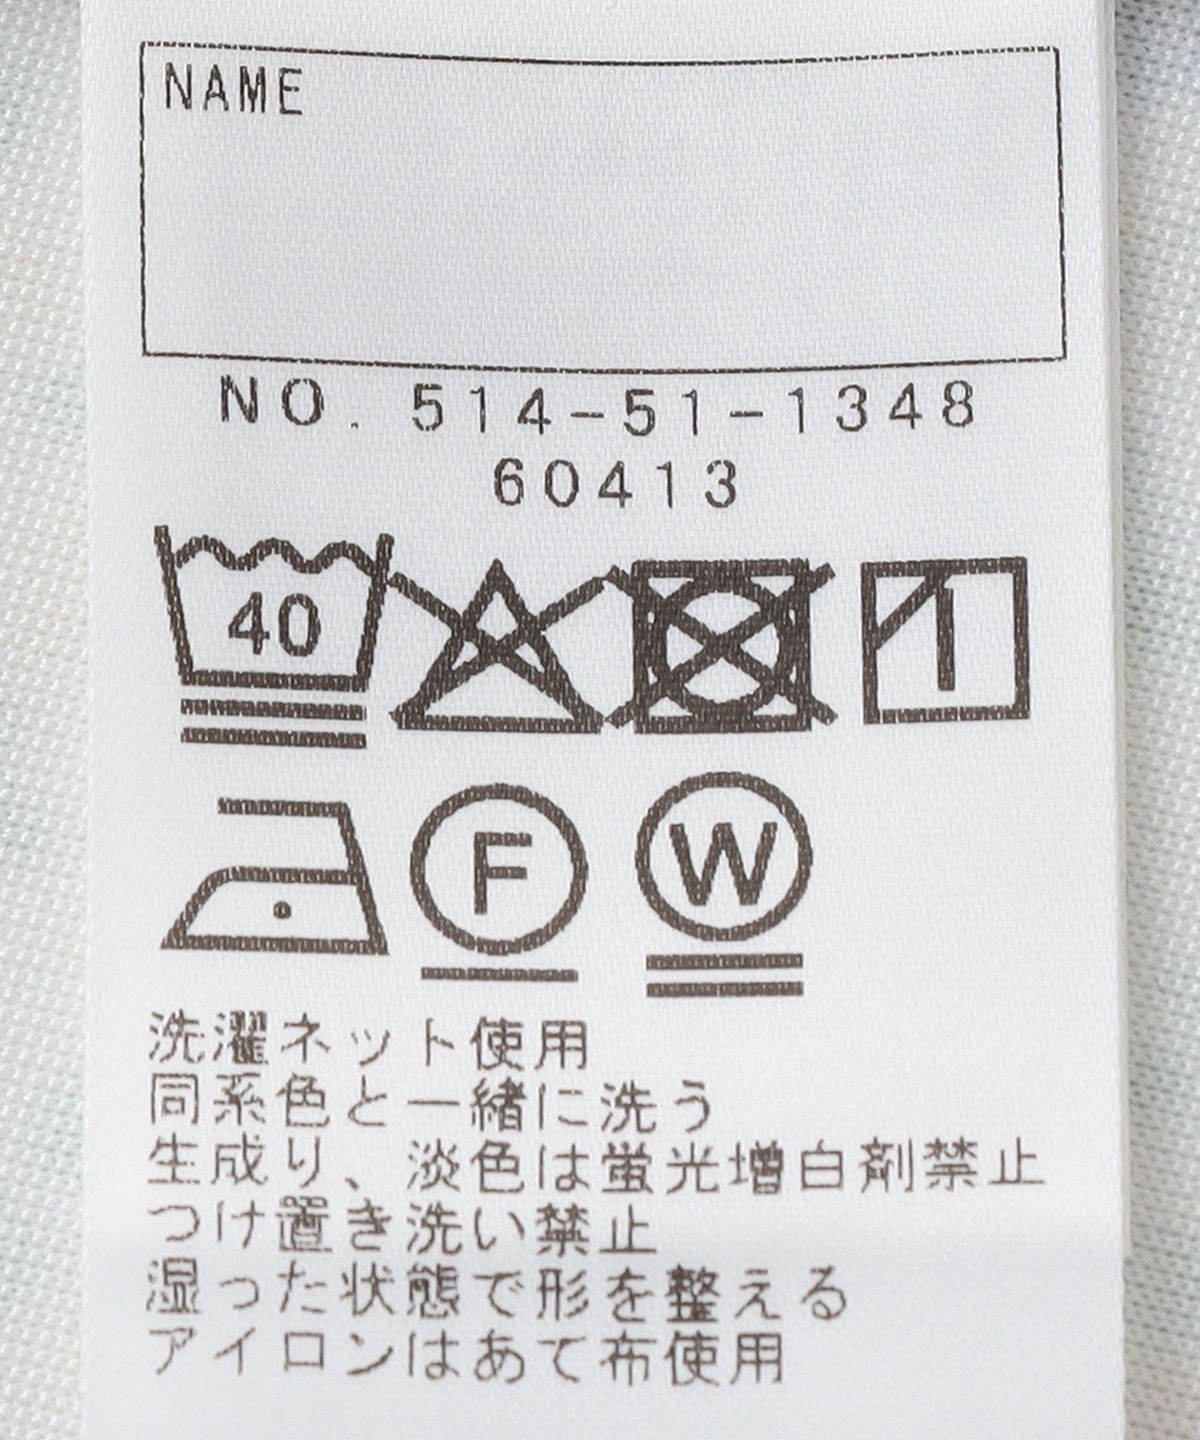 NAME
NO. 514-51-1348
60413
40
F
W
洗濯ネット使用
同系色と一緒に洗う
生成り、淡色は蛍光増白剤禁止
つけ置き洗い禁止
湿った状態で形を整える
アイロンはあて布使用